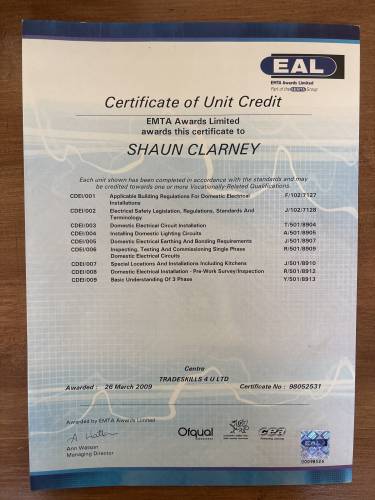 EAL
EMTA Awards Limited
Part of the SEMTA Group
Certificate of Unit Credit
EMTA Awards Limited
awards this certificate to
SHAUN CLARNEY
Each unit shown has been completed in accordance with the standards and may
be credited towards one or more Vocationally-Related Qualifications.
CDEI/001 Applicable Building Regulations For Domestic Electrical Installations F/102/7127
CDEI/002 Electrical Safety Legislation, Regulations, Standards And Terminology J/102/7128
CDEI/003 Domestic Electrical Circuit Installation T/501/8904
CDEI/004 Installing Domestic Lighting Circuits A/501/8905
CDEI/005 Domestic Electrical Earthing And Bonding Requirements J/501/8907
CDEI/006 Inspecting, Testing And Commissioning Single Phase Domestic Electrical Circuits R/501/8909
CDEI/007 Special Locations And Installations Including Kitchens J/501/8910
CDEI/008 Domestic Electrical Installation - Pre-Work Survey/Inspection R/501/8912
CDEI/009 Basic Understanding Of 3 Phase Y/501/8913
Centre
TRADESKILLS 4 U LTD
Awarded : 26 March 2009 Certificate No : 98052531
Awarded by EMTA Awards Limited
Ann Watson
Managing Director
Ofqual
ccea